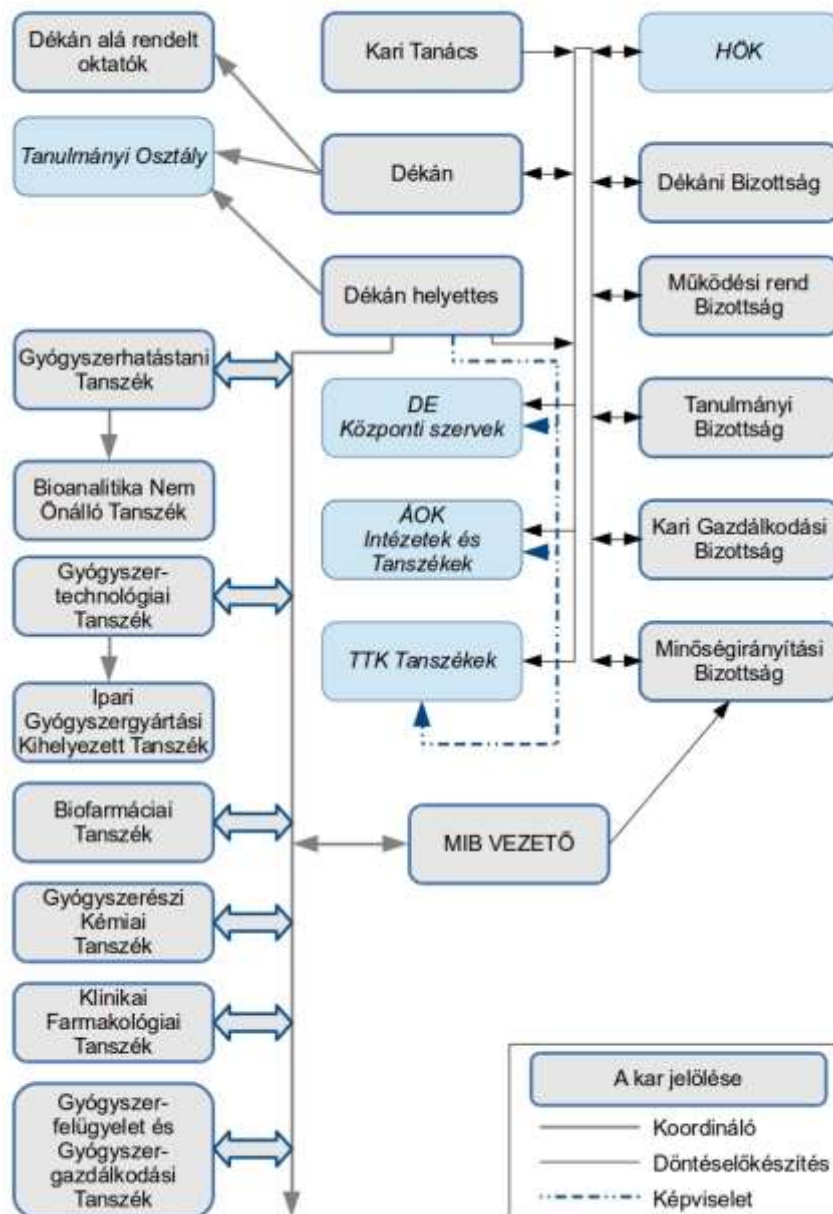 Dékán alá rendelt
oktatók
Kari Tanács
HÖK
Tanulmányi Osztály
Dékán
Dékáni Bizottság
Dékán helyettes
Működési rend
Bizottság
Gyógyszerhatástani
Tanszék
DE
Központi szervek
Tanulmányi
Bizottság
Bioanalitika Nem
Önálló Tanszék
ÁOK
Intézetek és
Tanszékek
Kari Gazdálkodási
Bizottság
Gyógyszer-
technológiai
Tanszék
TTK Tanszékek
Minőségirányítási
Bizottság
Ipari
Gyógyszergyártási
Kihelyezett Tanszék
Biofarmáciai
Tanszék
MIB VEZETŐ
Gyógyszerészi
Kémiai
Tanszék
Klinikai
Farmakológiai
Tanszék
Gyógyszer-
felügyelet és
Gyógyszer-
gazdálkodási
Tanszék
A kar jelölése
Koordináló
Döntéselőkészítés
Képviselet